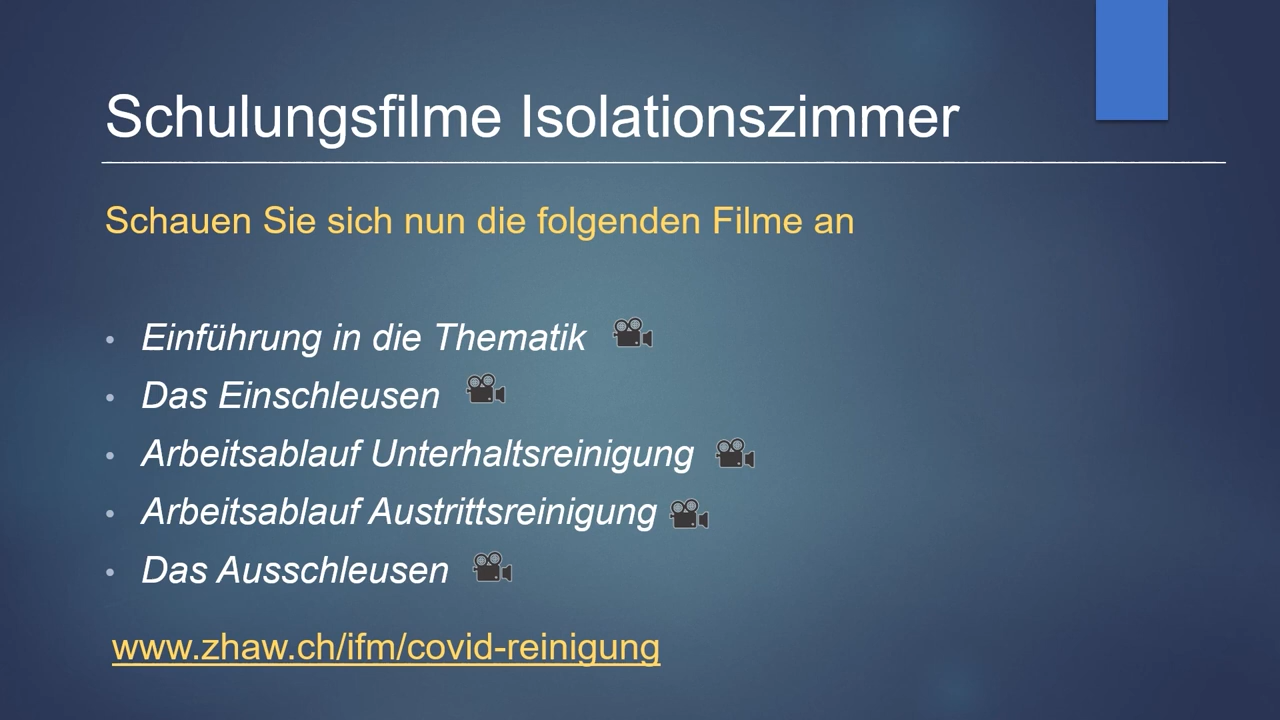 Schulungsfilme Isolationszimmer
Schauen Sie sich nun die folgenden Filme an
• Einführung in die Thematik
• Das Einschleusen
• Arbeitsablauf Unterhaltsreinigung
• Arbeitsablauf Austrittsreinigung
• Das Ausschleusen
www.zhaw.ch/ifm/covid-reinigung